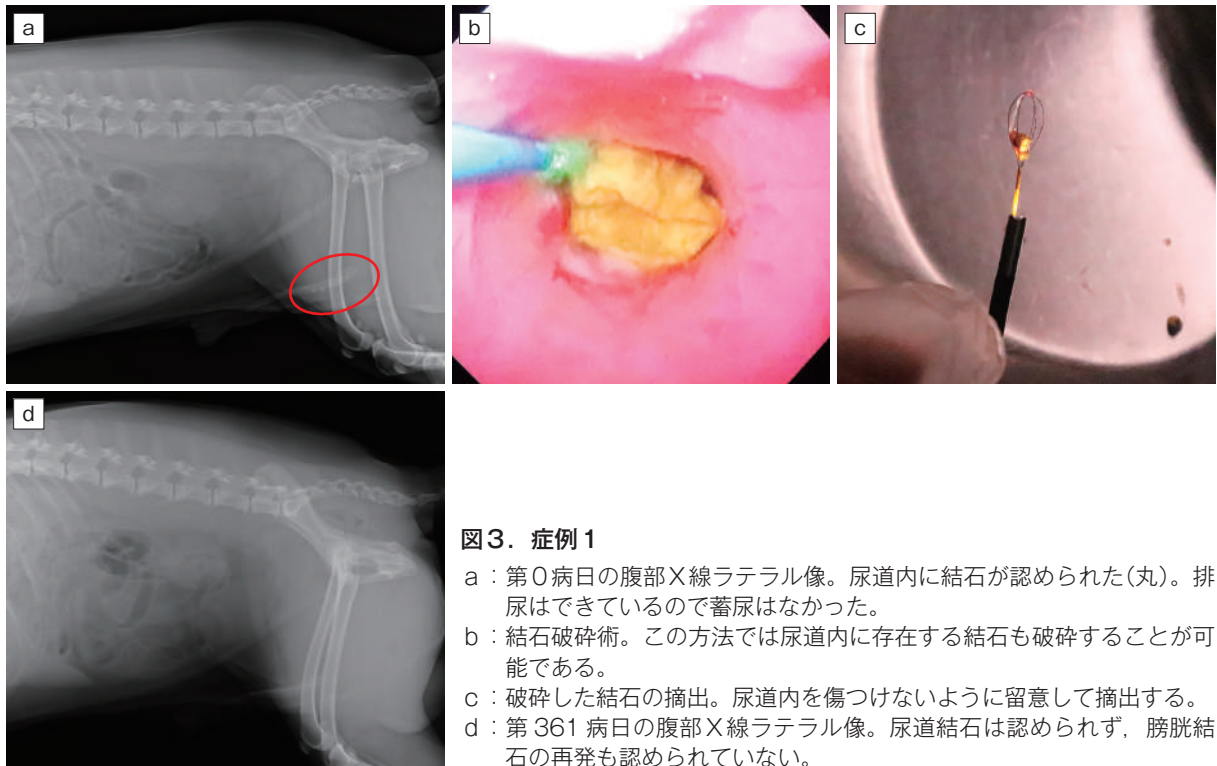 a
b
c
d
図3．症例1
a：第0病日の腹部X線ラテラル像。尿道内に結石が認められた（丸）。排
尿はできているので蓄尿はなかった。
b：結石破砕術。この方法では尿道内に存在する結石も破砕することが可
能である。
c：破砕した結石の摘出。尿道内を傷つけないように留意して摘出する。
d：第361病日の腹部X線ラテラル像。尿道結石は認められず，膀胱結
石の再発も認められていない。